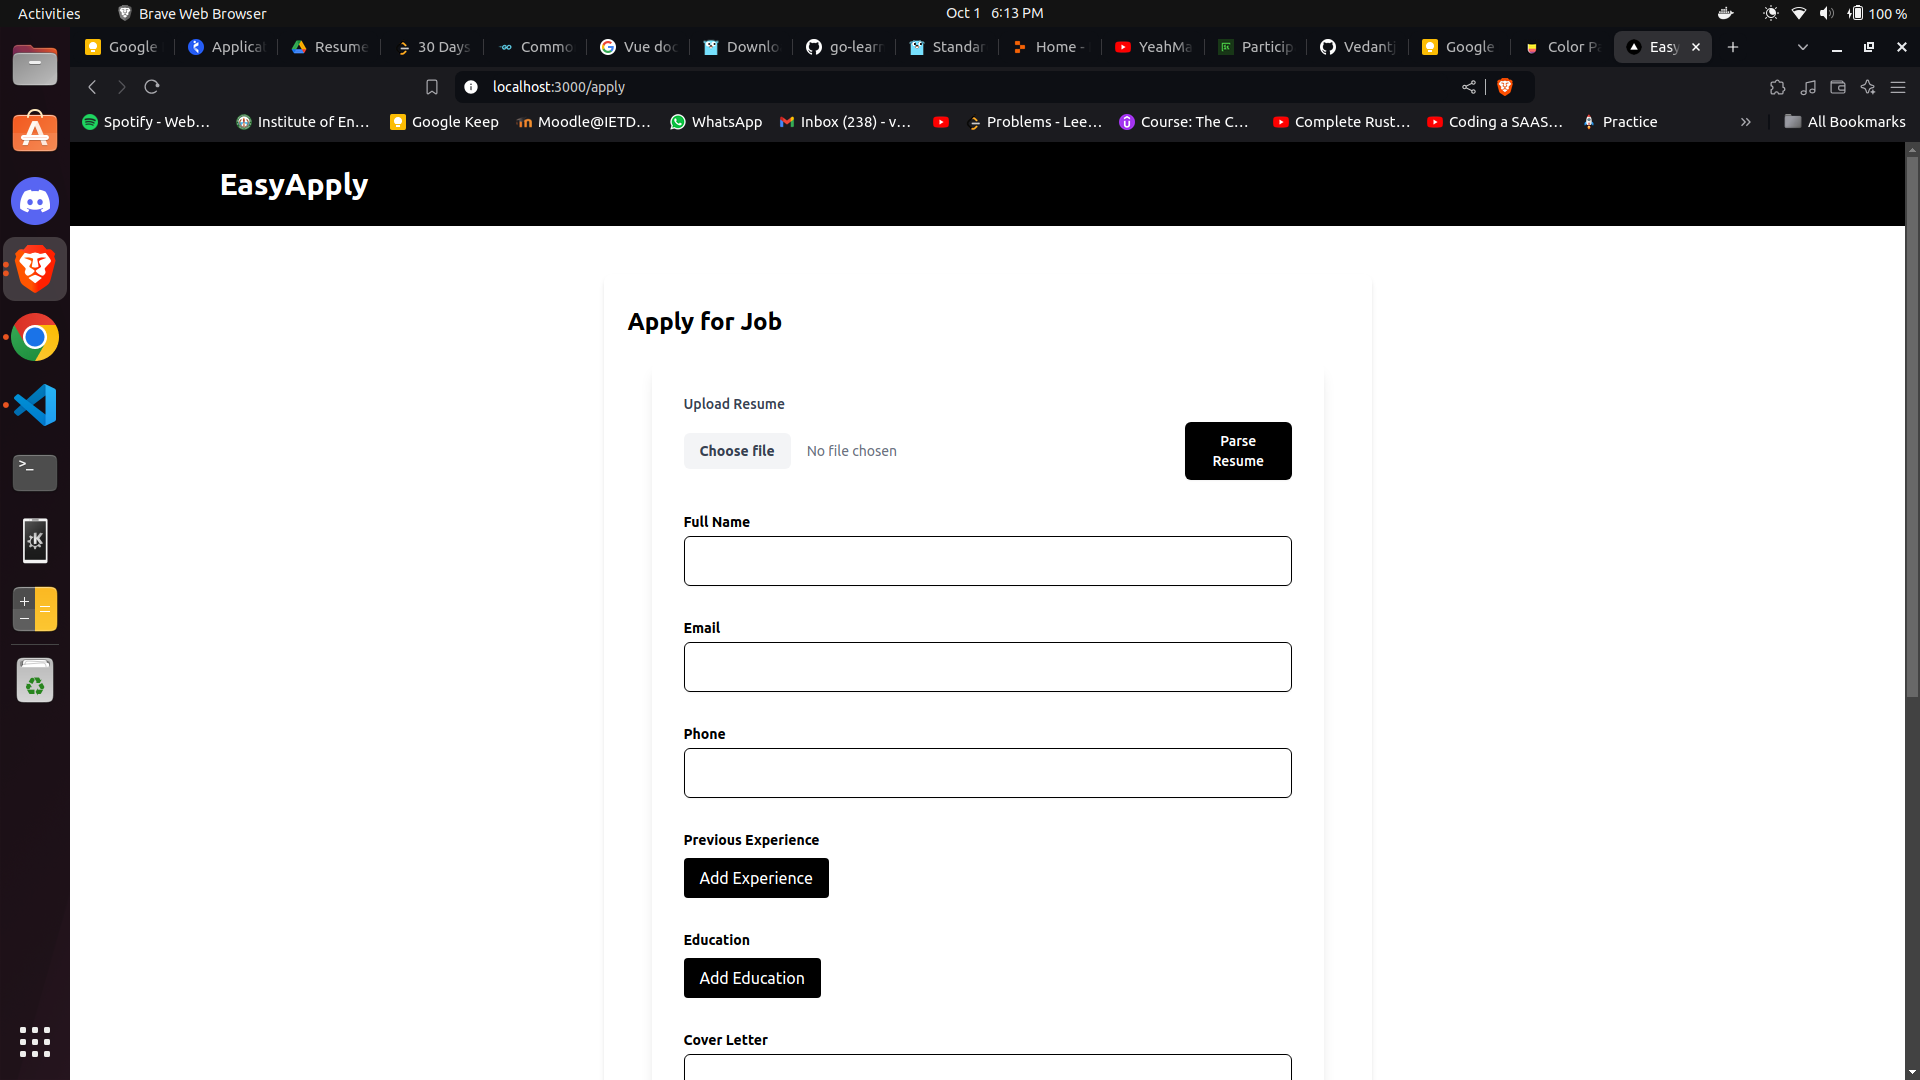 Activities
Brave Web Browser
Oct 1 6:13 PM
100 %
Google
Applica
Resume
30 Days
Commo
Vue doc
Downlo
go-learn
Standar
Home -
YeahMa
Particip
Vedantj
Google
Color Pa
Easy
localhost:3000/apply
Spotify - Web...
Institute of En...
Google Keep
Moodle@IETD...
WhatsApp
Inbox (238) - v...
Problems - Lee...
Course: The C...
Complete Rust...
Coding a SAAS...
Practice
All Bookmarks
EasyApply
Apply for Job
Upload Resume
Choose file
No file chosen
Parse
Resume
Full Name
Email
Phone
Previous Experience
Add Experience
Education
Add Education
Cover Letter